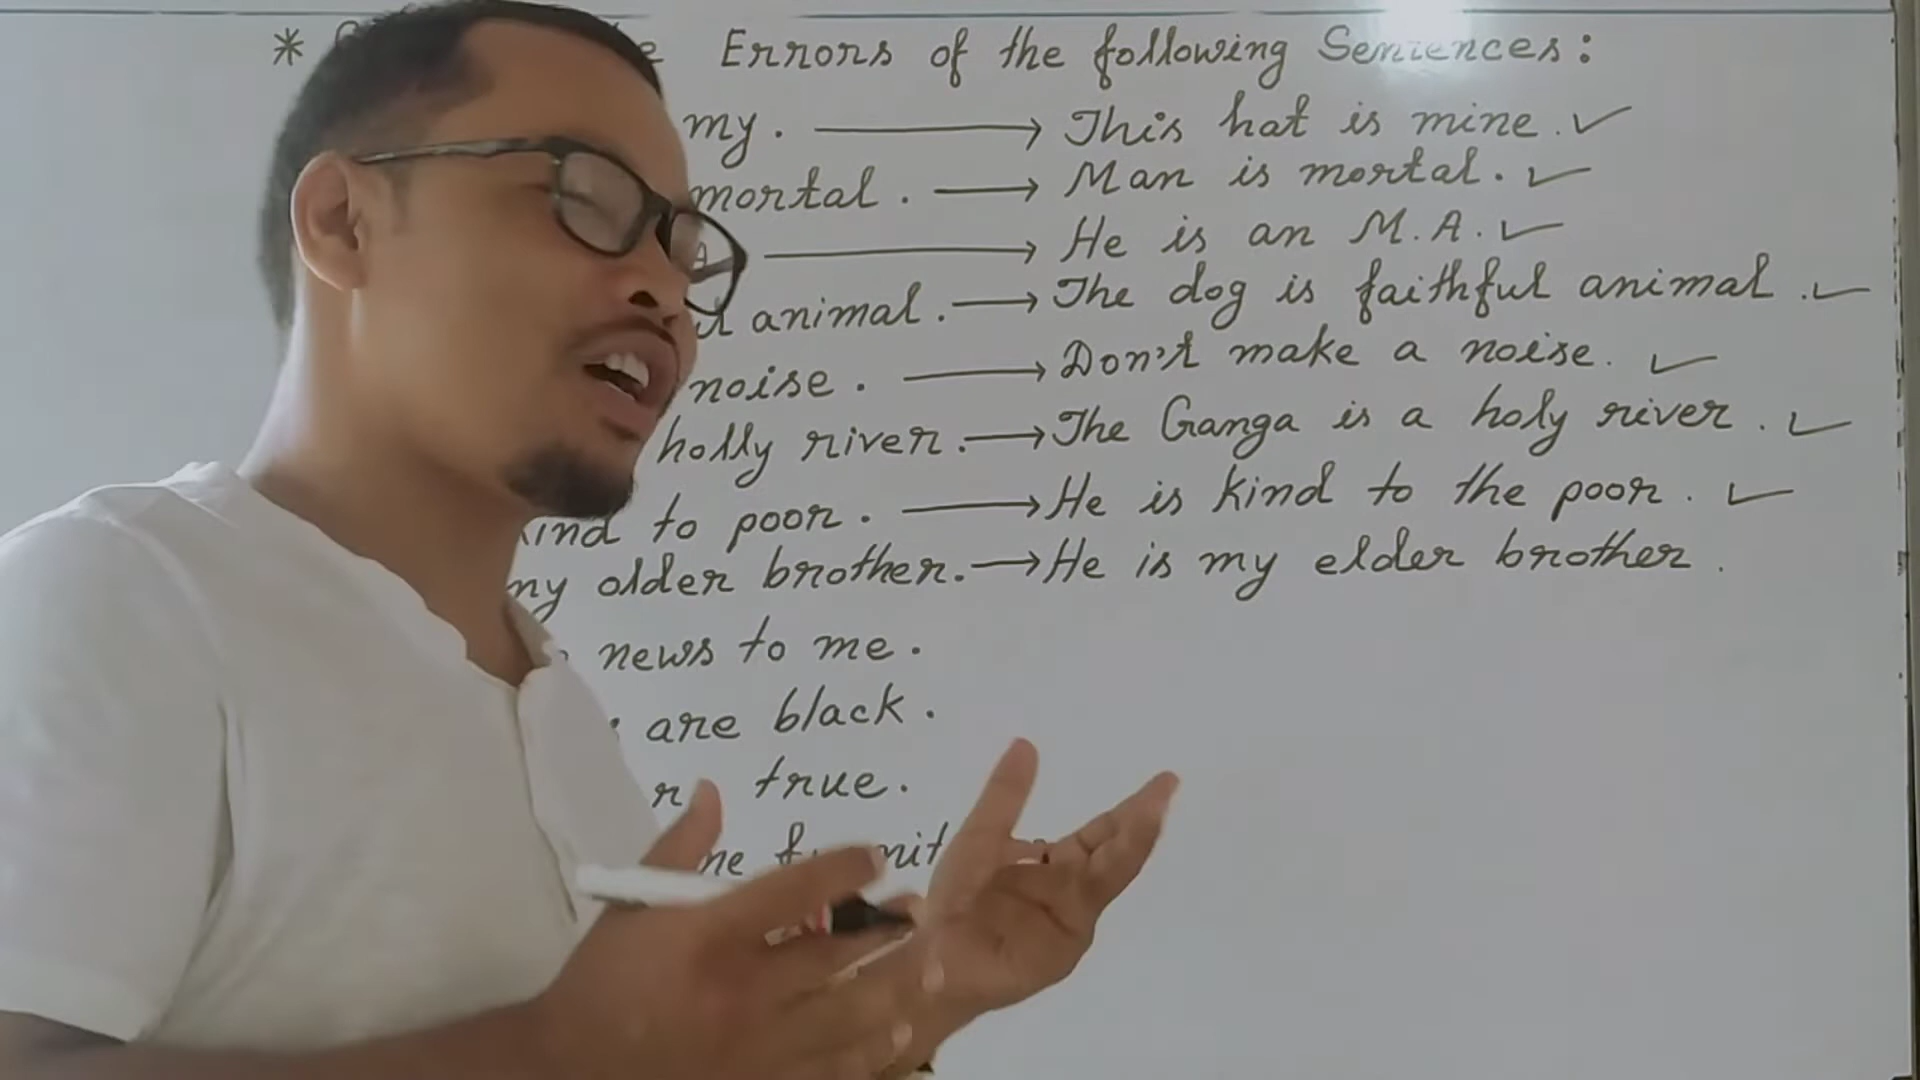 * Errors of the following Sentences:
my. → This hat is mine. ✓
mortal. → Man is mortal. ✓
A → He is an M.A. ✓
animal. → The dog is faithful animal. ✓
noise. → Don't make a noise. ✓
holly river. → The Ganga is a holy river. ✓
kind to poor. → He is kind to the poor. ✓
my older brother. → He is my elder brother.
news to me.
are black.
r true.